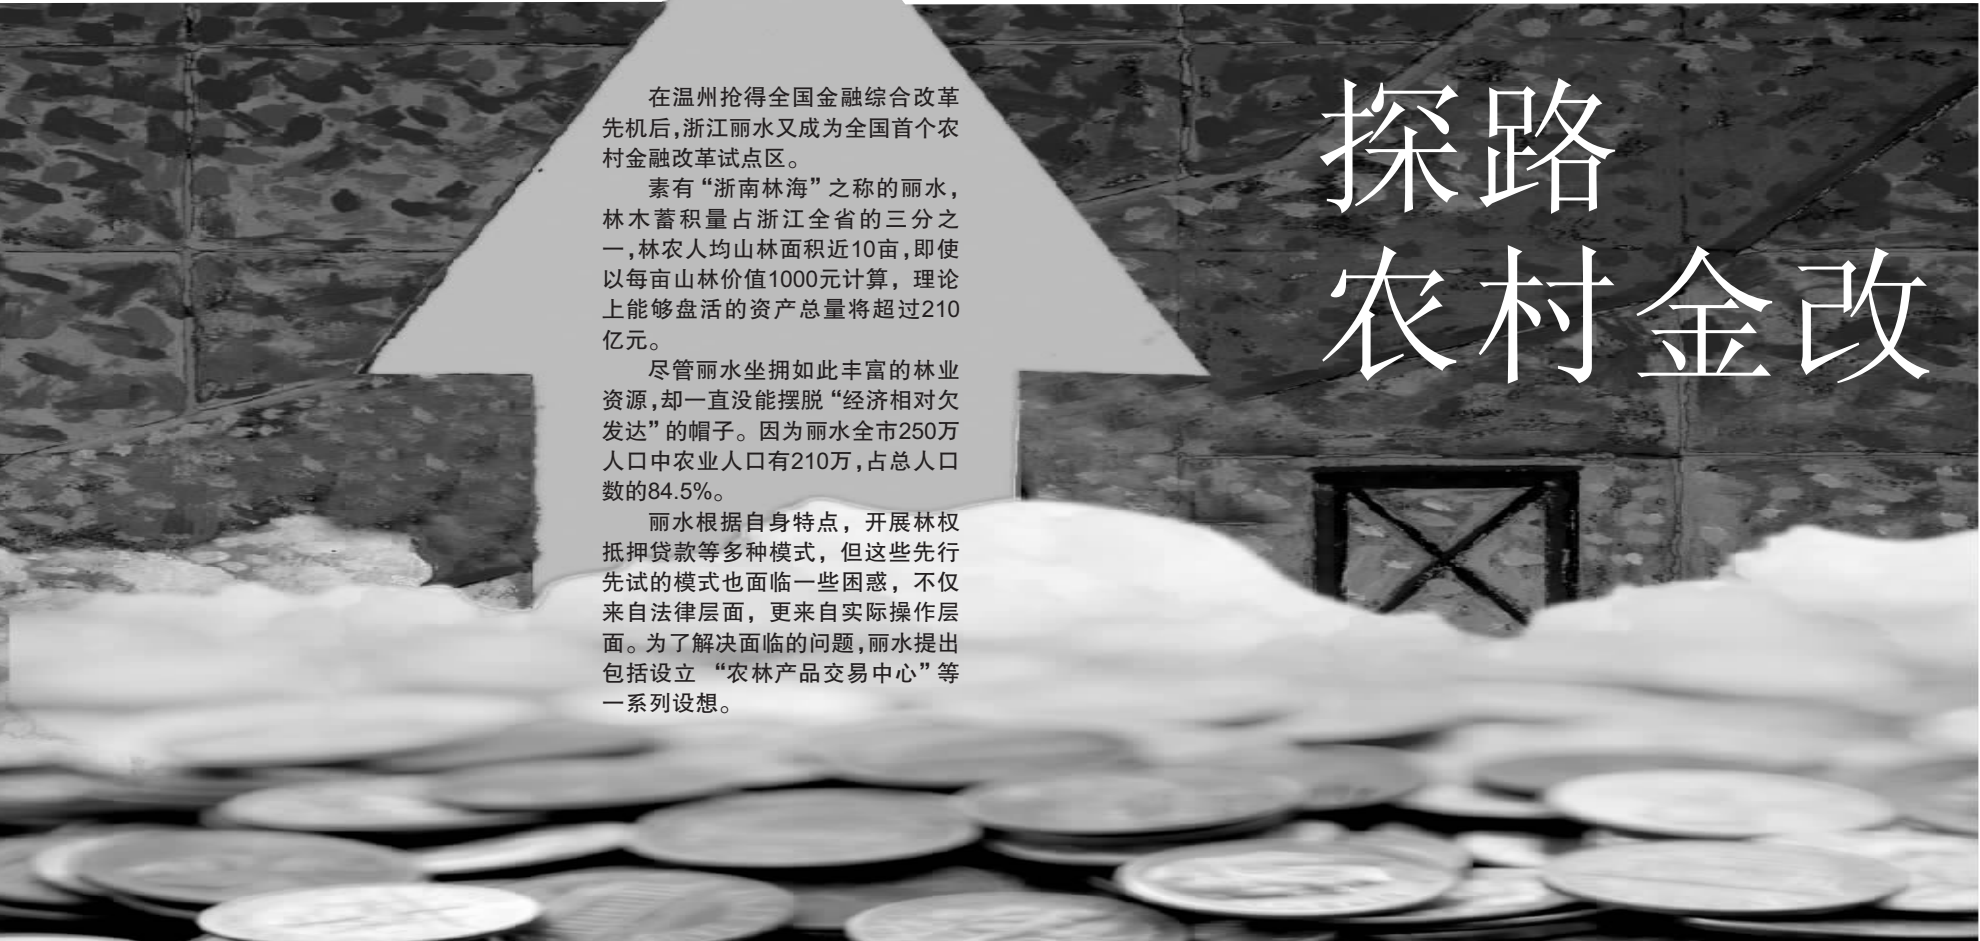 探路
农村金改
在温州抢得全国金融综合改革
先机后，浙江丽水又成为全国首个农
村金融改革试点区。
素有“浙南林海”之称的丽水，
林木蓄积量占浙江全省的三分之
一，林农人均山林面积近10亩，即使
以每亩山林价值1000元计算，理论
上能够盘活的资产总量将超过210
亿元。
尽管丽水坐拥如此丰富的林业
资源，却一直没能摆脱“经济相对欠
发达”的帽子。因为丽水全市250万
人口中农业人口有210万，占总人口
数的84.5%。
丽水根据自身特点，开展林权
抵押贷款等多种模式，但这些先行
先试的模式也面临一些困惑，不仅
来自法律层面，更来自实际操作层
面。为了解决面临的问题，丽水提出
包括设立 “农林产品交易中心”等
一系列设想。